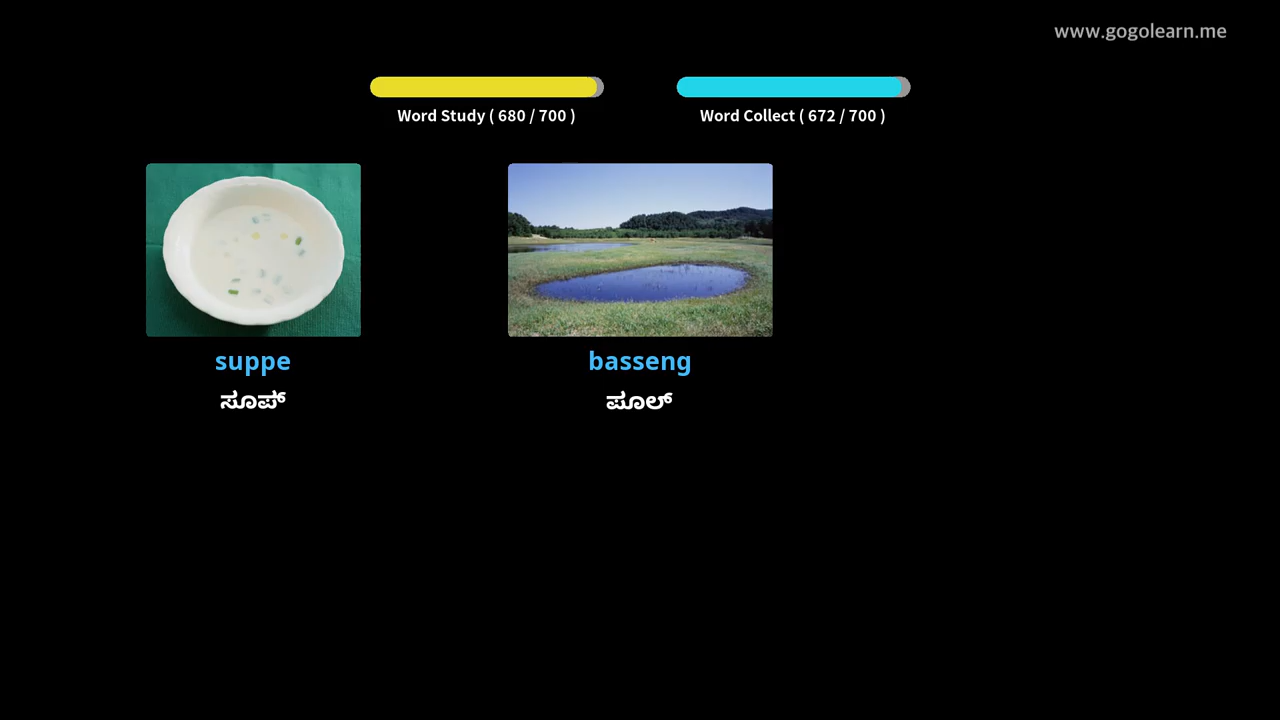 www.gogolearn.me
Word Study ( 680 / 700 )
Word Collect ( 672 / 700 )
suppe
ಸೂಪ್
basseng
ಪೂಲ್